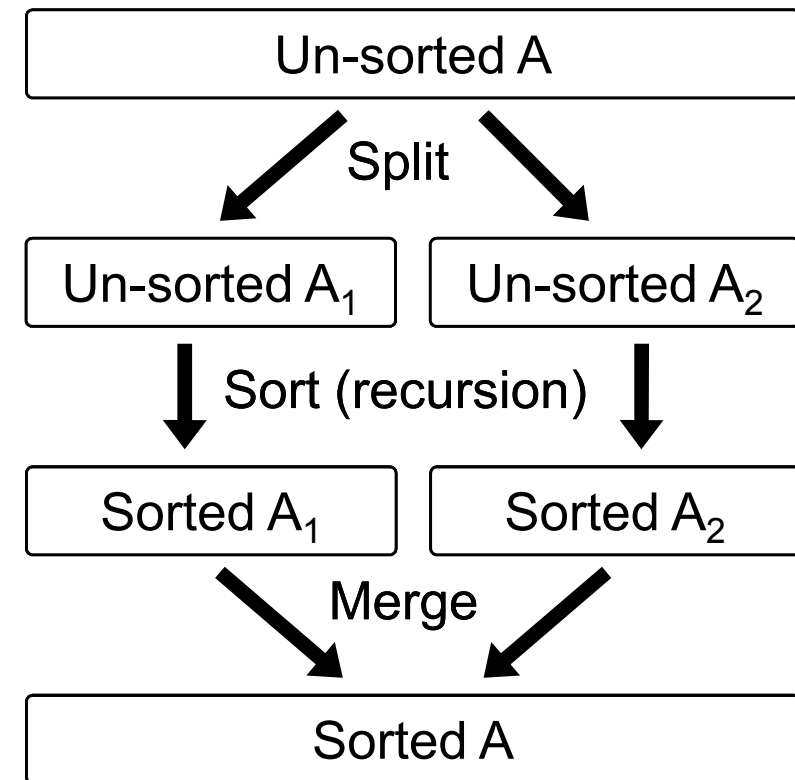 Un-sorted A
Split
Un-sorted A₁ Un-sorted A₂
Sort (recursion)
Sorted A₁ Sorted A₂
Merge
Sorted A